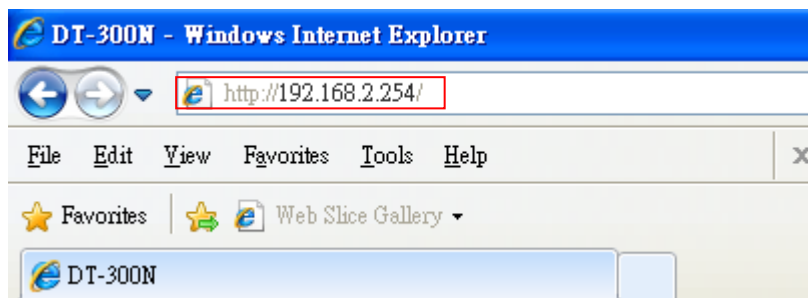 DT-300N - Windows Internet Explorer
http://192.168.2.254/
File Edit View Favorites Tools Help
Favorites Web Slice Gallery
DT-300N